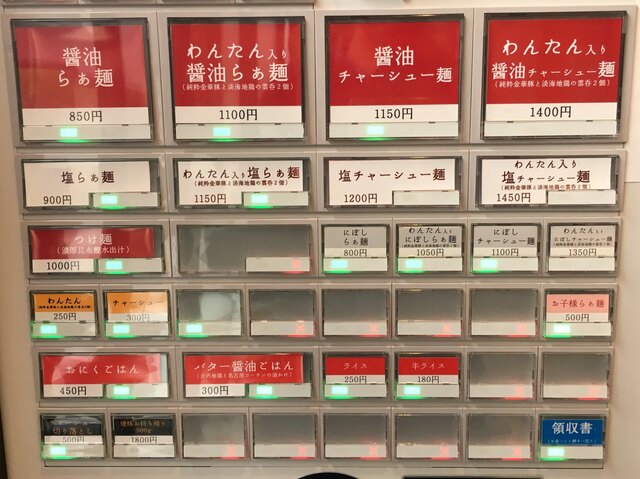 醤油
らぁ麺
850円
わんたん入り
醤油らぁ麺
(純粋金華豚と淡海地鶏の雲呑2個)
1100円
醤油
チャーシュー麺
1150円
わんたん入り
醤油チャーシュー麺
(純粋金華豚と淡海地鶏の雲呑2個)
1400円
塩らぁ麺
900円
わんたん入り塩らぁ麺
(純粋金華豚と淡海地鶏の雲呑2個)
1150円
塩チャーシュー麺
1200円
わんたん入り
塩チャーシュー麺
(純粋金華豚と淡海地鶏の雲呑2個)
1450円
つけ麺
(濃厚昆布鰹木出汁)
1000円
にぼし
らぁ麺
800円
わんたん入り
にぼしらぁ麺
1050円
にぼし
チャーシュー麺
1100円
わんたん入り
にぼしチャーシュー麺
1350円
わんたん
250円
チャーシュー
300円
お子様らぁ麺
500円
おにくごはん
450円
バター醤油ごはん
300円
ライス
250円
半ライス
180円
切り落とし
500円
500g
1800円
領収書